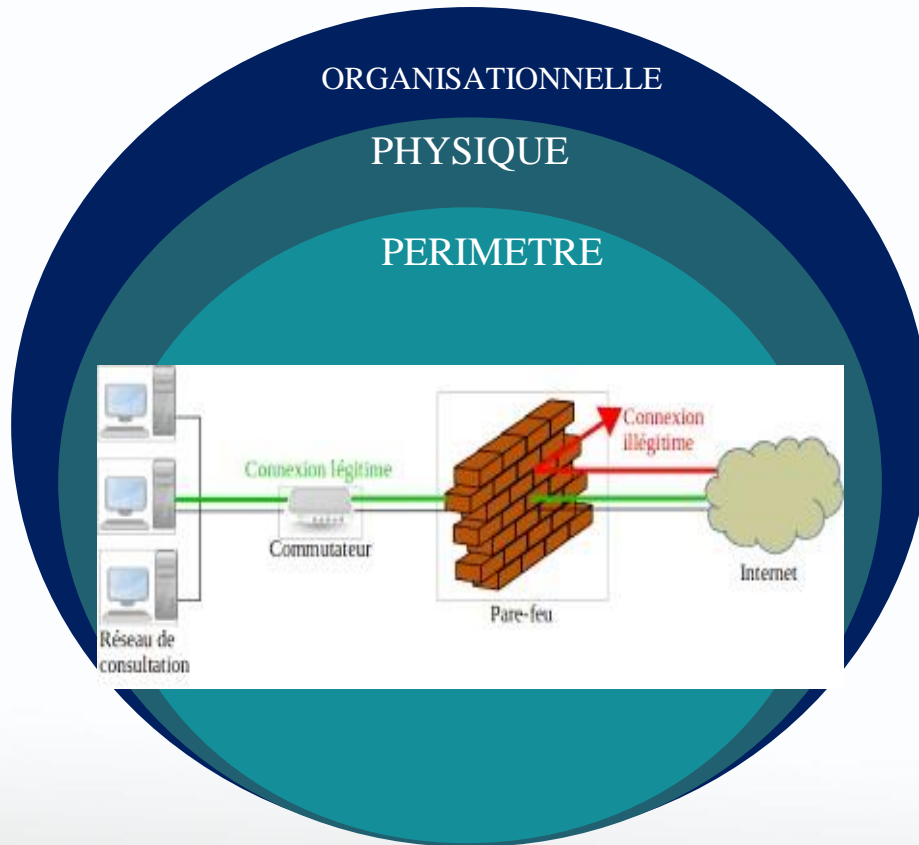 ORGANISATIONNELLE
PHYSIQUE
PERIMETRE
Connexion
illégitime
Connexion légitime
Commutateur
Internet
Pare-feu
Réseau de
consultation